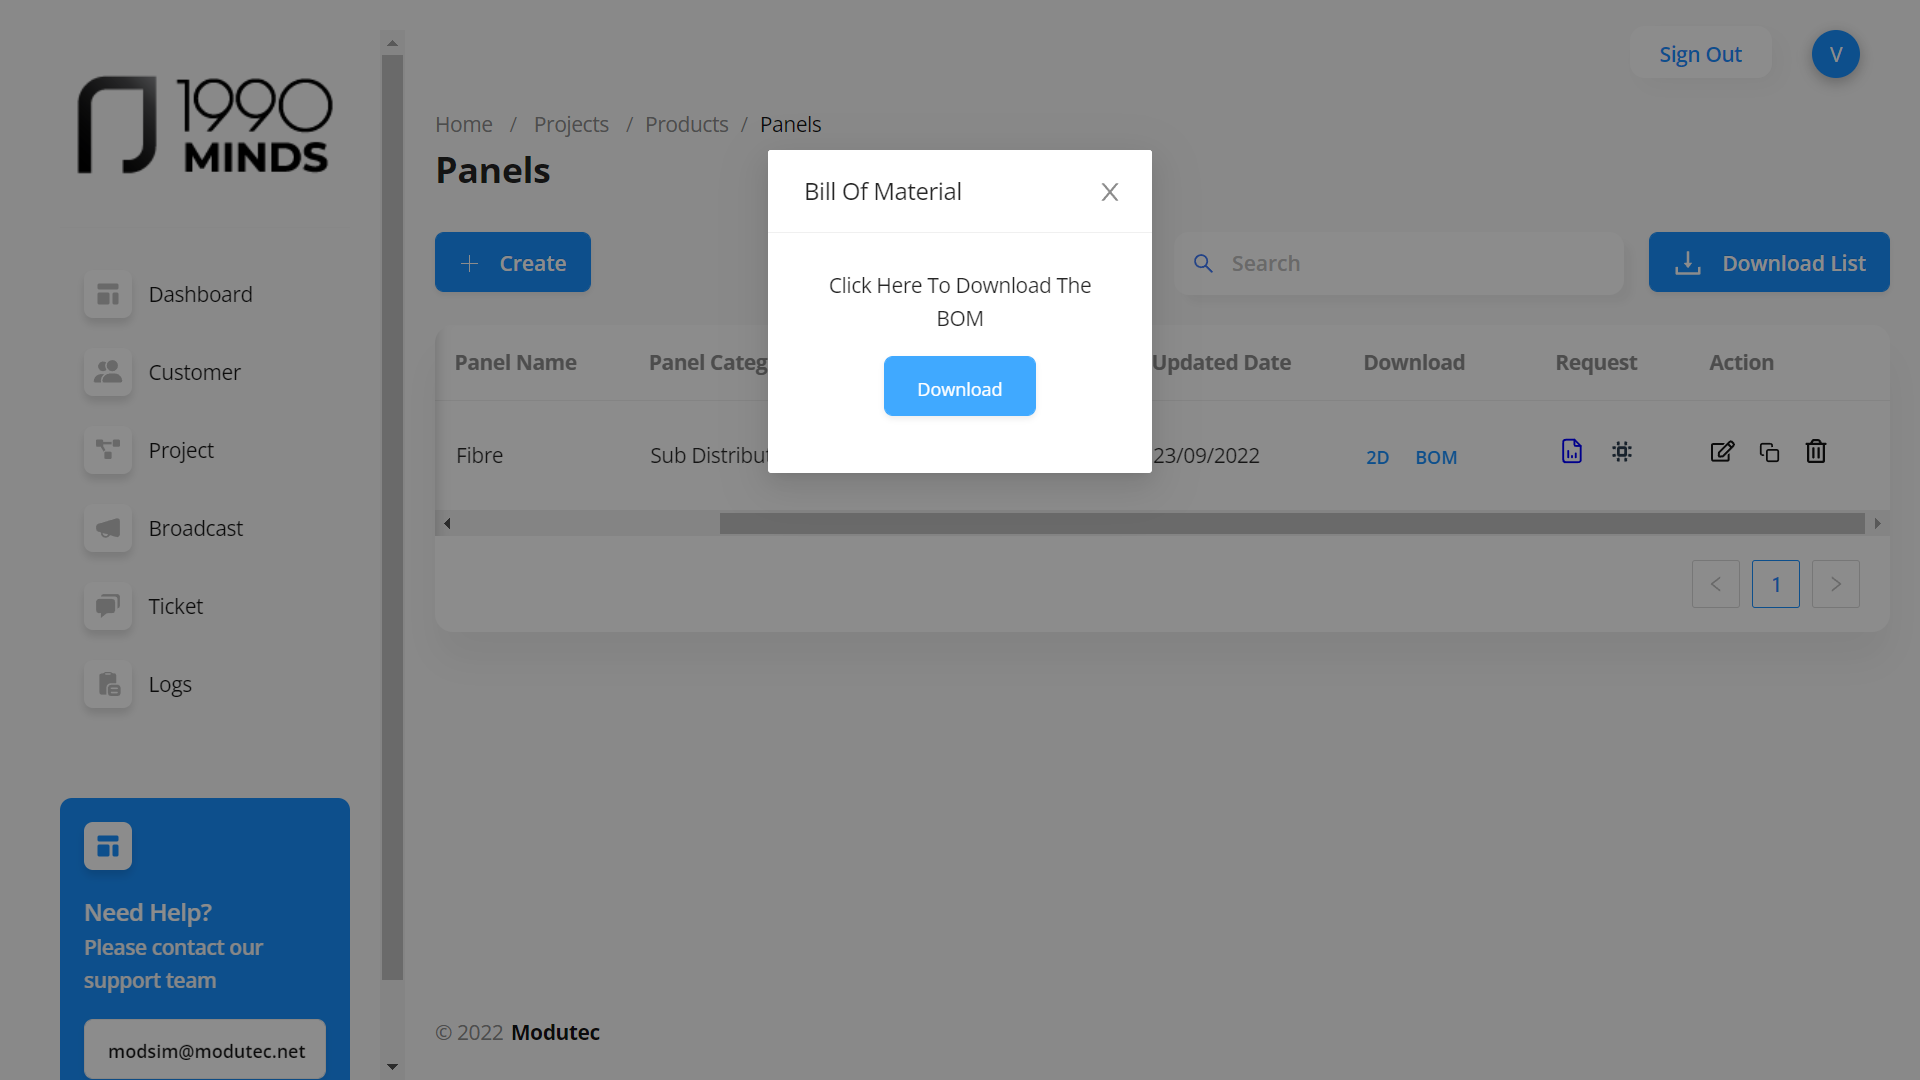 1990
MINDS
Dashboard
Customer
Project
Broadcast
Ticket
Logs
Need Help?
Please contact our
support team
modsim@modutec.net
Sign Out
V
Home / Projects / Products / Panels
Panels
Create
Search
Download List
Panel Name
Panel Categ
Updated Date
Download
Request
Action
Fibre
Sub Distribut
23/09/2022
2D
BOM
< 1 >
Bill Of Material
X
Click Here To Download The
BOM
Download
© 2022 Modutec